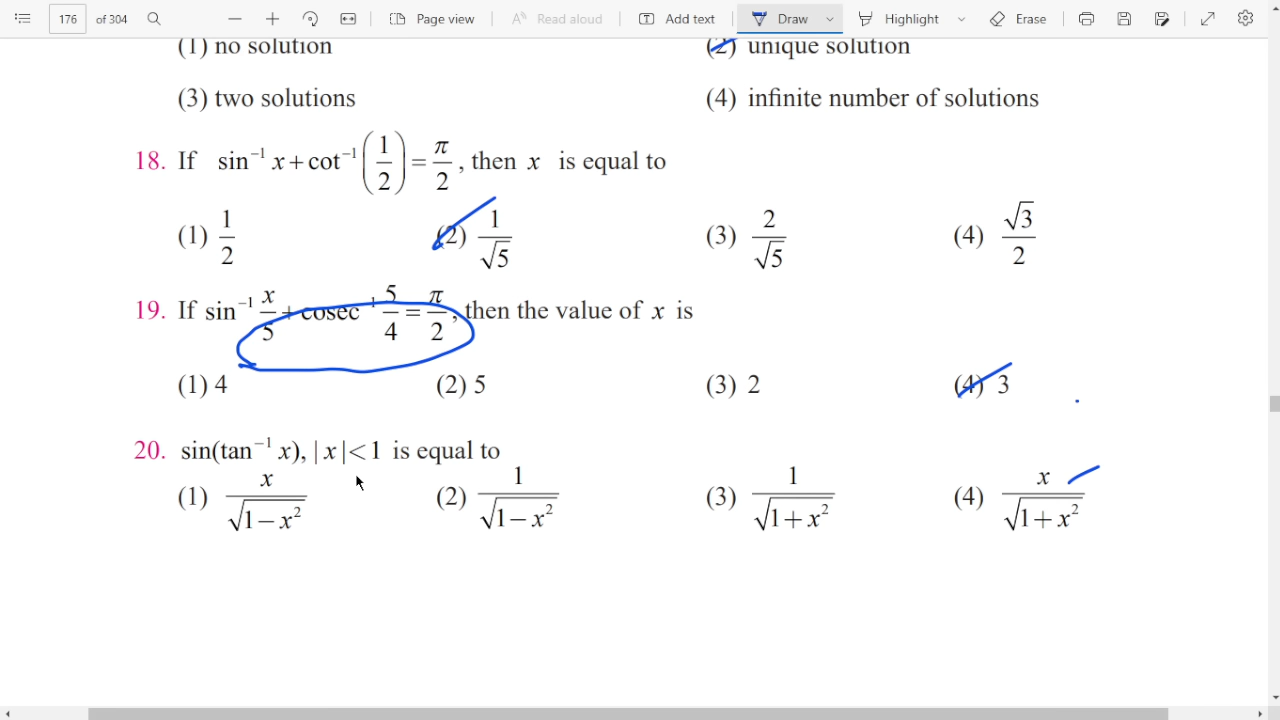 176 of 304 Page view Read aloud Add text Draw Highlight Erase
(1) no solution (2) unique solution
(3) two solutions (4) infinite number of solutions
18. If sin⁻¹ x + cot⁻¹ (1/2) = π/2, then x is equal to
(1) 1/2 (2) 1/√5 (3) 2/√5 (4) √3/2
19. If sin⁻¹ x/5 + cosec⁻¹ 5/4 = π/2, then the value of x is
(1) 4 (2) 5 (3) 2 (4) 3
20. sin(tan⁻¹ x), |x| < 1 is equal to
(1) x/√(1−x²) (2) 1/√(1−x²) (3) 1/√(1+x²) (4) x/√(1+x²)